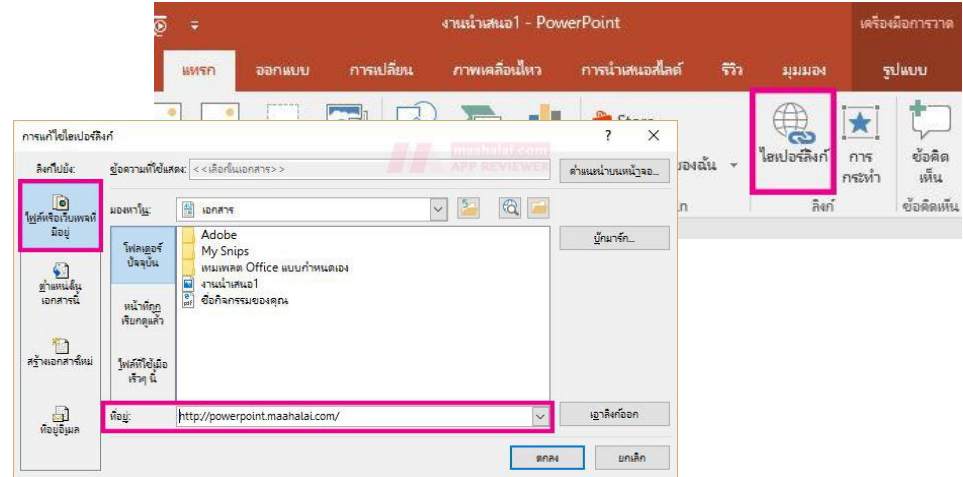 งานนำเสนอ1 - PowerPoint
เครื่องมือการวาด
แทรก ออกแบบ การเปลี่ยน ภาพเคลื่อนไหว การนำเสนอสไลด์ รีวิว มุมมอง รูปแบบ
Store
ของฉัน
ไฮเปอร์ลิงก์
การ
กระทำ
ข้อคิด
เห็น
ลิงก์
ข้อคิดเห็น
การแก้ไขไฮเปอร์ลิงก์ ? ×
ลิงก์ไปยัง:
ข้อความที่ใช้แสดง: <<เลือกในเอกสาร>>
maahalai.com
APP REVIEWER
คำแนะนำบนหน้าจอ...
ไฟล์หรือเว็บเพจที่
มีอยู่
ตำแหน่งใน
เอกสารนี้
สร้างเอกสารใหม่
ที่อยู่อีเมล
มองหาใน: เอกสาร
โฟลเดอร์
ปัจจุบัน
หน้าที่ถูก
เรียกดูแล้ว
ไฟล์ที่ใช้เมื่อ
เร็วๆ นี้
Adobe
My Snips
เทมเพลต Office แบบกำหนดเอง
งานนำเสนอ1
ชื่อกิจกรรมของคุณ
บุ๊กมาร์ก...
ที่อยู่: http://powerpoint.maahalai.com/
เอาลิงก์ออก
ตกลง ยกเลิก